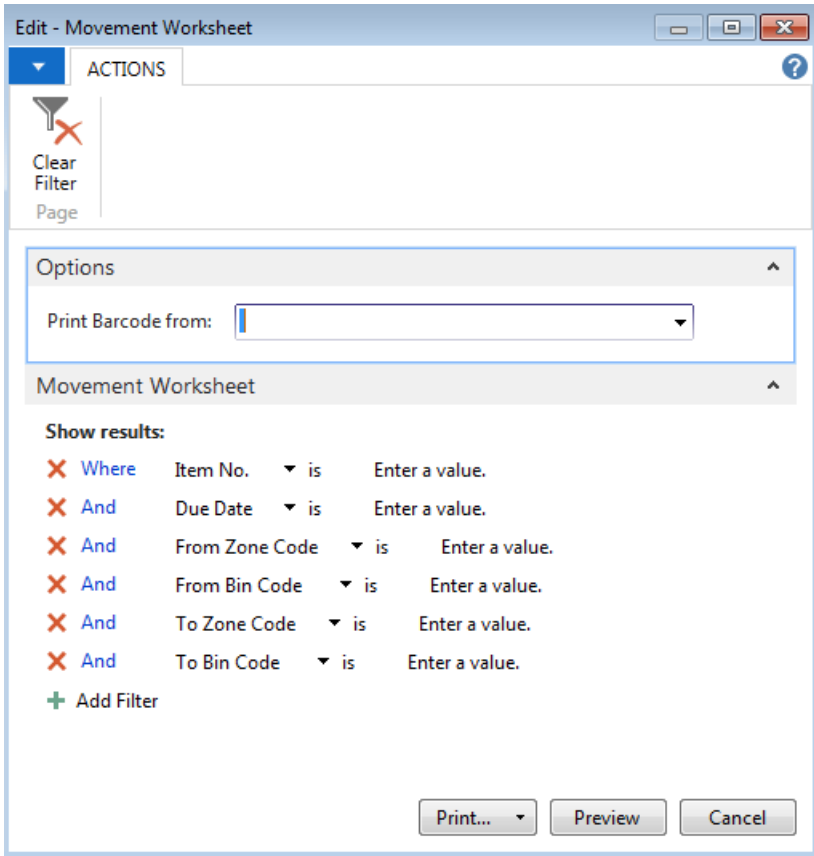 Edit - Movement Worksheet
ACTIONS
?
Clear
Filter
Page
Options
Print Barcode from:
Movement Worksheet
Show results:
Where Item No. is Enter a value.
And Due Date is Enter a value.
And From Zone Code is Enter a value.
And From Bin Code is Enter a value.
And To Zone Code is Enter a value.
And To Bin Code is Enter a value.
Add Filter
Print... Preview Cancel